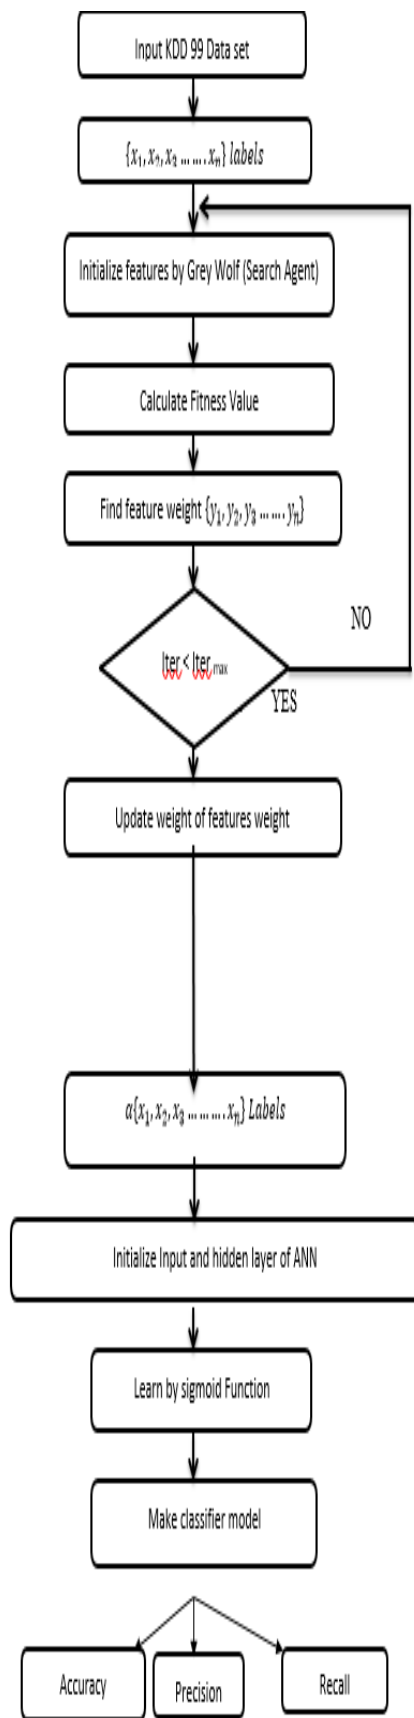 Input KDD 99 Data set
{x₁, x₂, x₃ ...... xₙ} labels
Initialize features by Grey Wolf (Search Agent)
Calculate Fitness Value
Find feature weight {y₁, y₂, y₃ ...... yₙ}
NO
Iter < Iter max
YES
Update weight of features weight
α{x₁, x₂, x₃ ......... xₙ} Labels
Initialize Input and hidden layer of ANN
Learn by sigmoid Function
Make classifier model
Accuracy
Precision
Recall